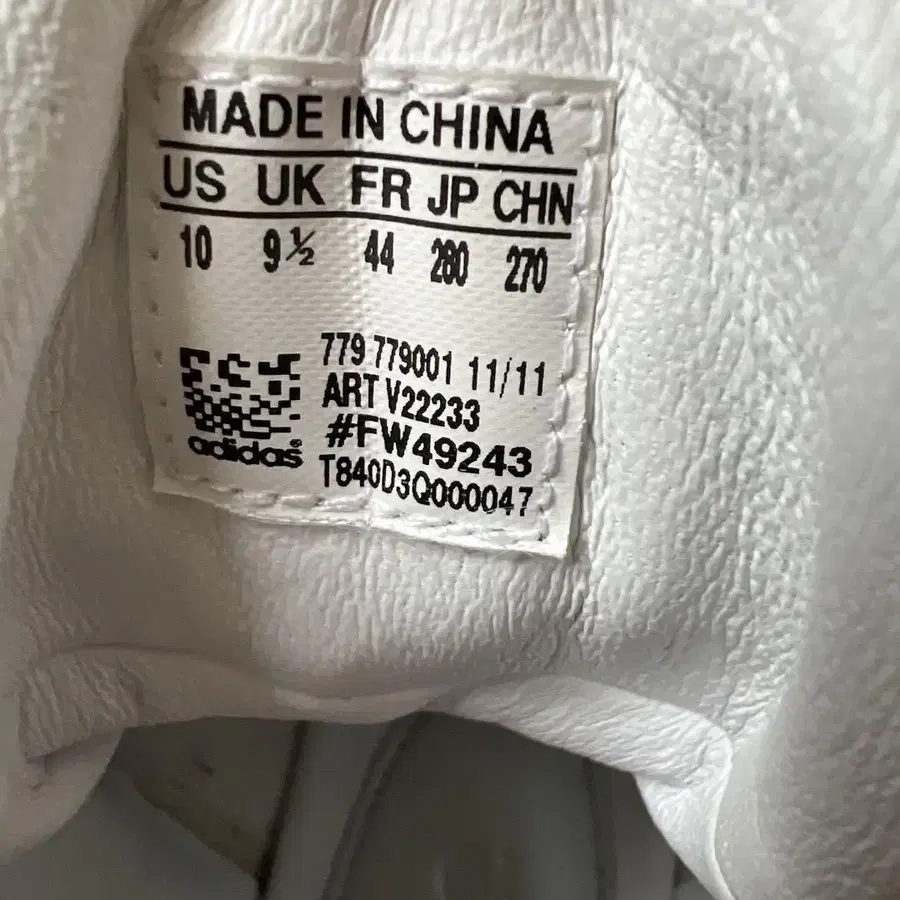 MADE IN CHINA
US UK FR JP CHN
10 9½ 44 280 270
779 779001 11/11
ART V22233
#FW49243
adidas®
T840D3Q000047